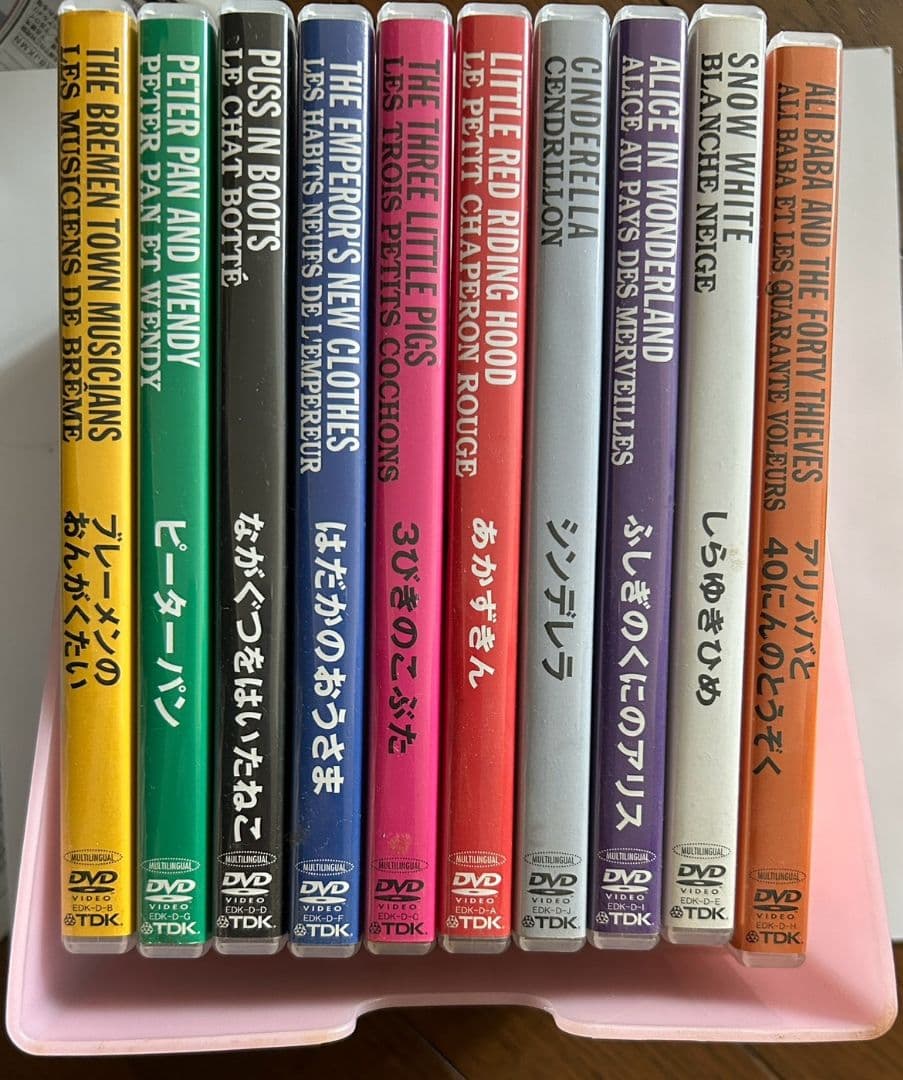 THE BREMEN TOWN MUSICIANS
LES MUSICIENS DE BRÊME
ブレーメンの
おんがくたい
MULTILINGUAL
DVD
VIDEO
EDK-D-B
TDK
PETER PAN AND WENDY
PETER PAN ET WENDY
ピーターパン
MULTILINGUAL
DVD
VIDEO
EDK-D-G
TDK
PUSS IN BOOTS
LE CHAT BOTTÉ
ながぐつをはいたねこ
MULTILINGUAL
DVD
VIDEO
EDK-D-D
TDK
THE EMPEROR'S NEW CLOTHES
LES HABITS NEUFS DE L'EMPEREUR
はだかのおうさま
MULTILINGUAL
DVD
VIDEO
EDK-D-F
TDK
THE THREE LITTLE PIGS
LES TROIS PETITS COCHONS
3びきのこぶた
MULTILINGUAL
DVD
VIDEO
EDK-D-C
TDK
LITTLE RED RIDING HOOD
LE PETIT CHAPERON ROUGE
あかずきん
MULTILINGUAL
DVD
VIDEO
EDK-D-A
TDK
CINDERELLA
CENDRILLON
シンデレラ
MULTILINGUAL
DVD
VIDEO
EDK-D-J
TDK
ALICE IN WONDERLAND
ALICE AU PAYS DES MERVEILLES
ふしぎのくにのアリス
MULTILINGUAL
DVD
VIDEO
EDK-D-I
TDK
SNOW WHITE
BLANCHE NEIGE
しらゆきひめ
MULTILINGUAL
DVD
VIDEO
EDK-D-E
TDK
ALI BABA AND THE FORTY THIEVES
ALI BABA ET LES QUARANTE VOLEURS
アリババと
40にんのとうぞく
MULTILINGUAL
DVD
VIDEO
EDK-D-H
TDK